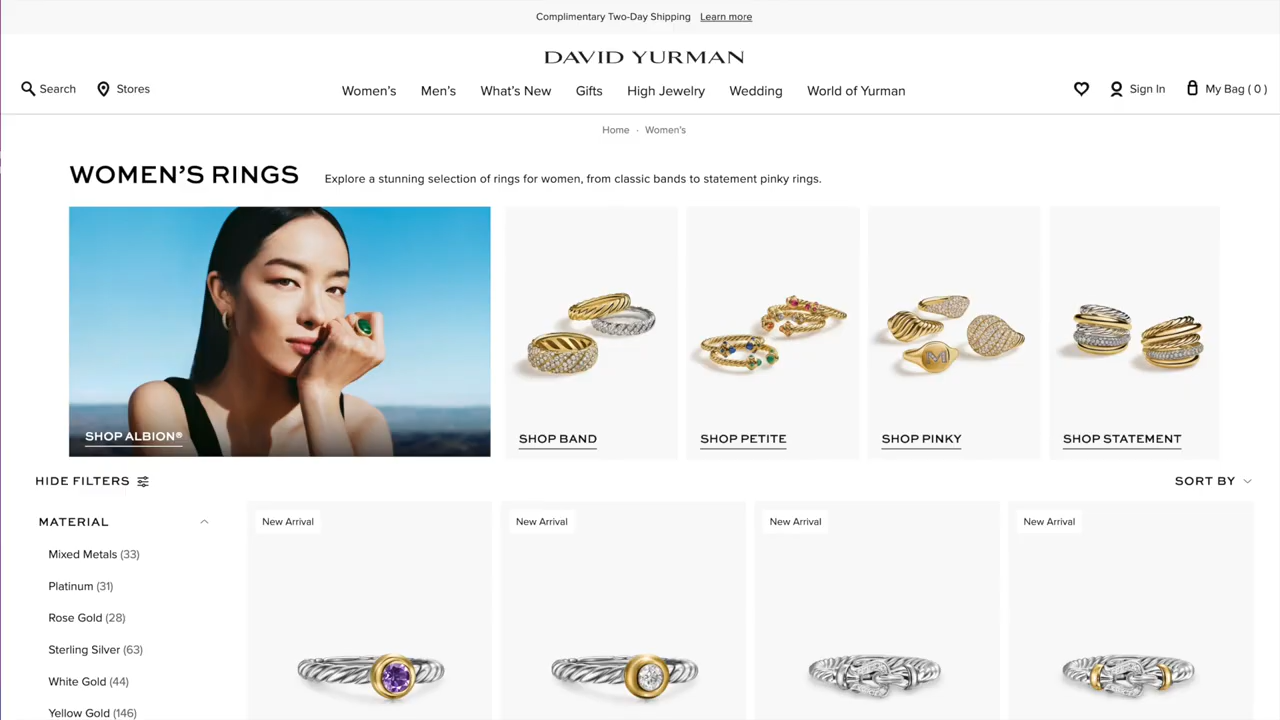 Complimentary Two-Day Shipping Learn more
DAVID YURMAN
Search Stores
Women's Men's What's New Gifts High Jewelry Wedding World of Yurman
Sign In My Bag ( 0 )
Home · Women's
WOMEN'S RINGS
Explore a stunning selection of rings for women, from classic bands to statement pinky rings.
SHOP ALBION®
SHOP BAND
SHOP PETITE
M
SHOP PINKY
SHOP STATEMENT
HIDE FILTERS
SORT BY
MATERIAL
Mixed Metals (33)
Platinum (31)
Rose Gold (28)
Sterling Silver (63)
White Gold (44)
Yellow Gold (146)
New Arrival
New Arrival
New Arrival
New Arrival